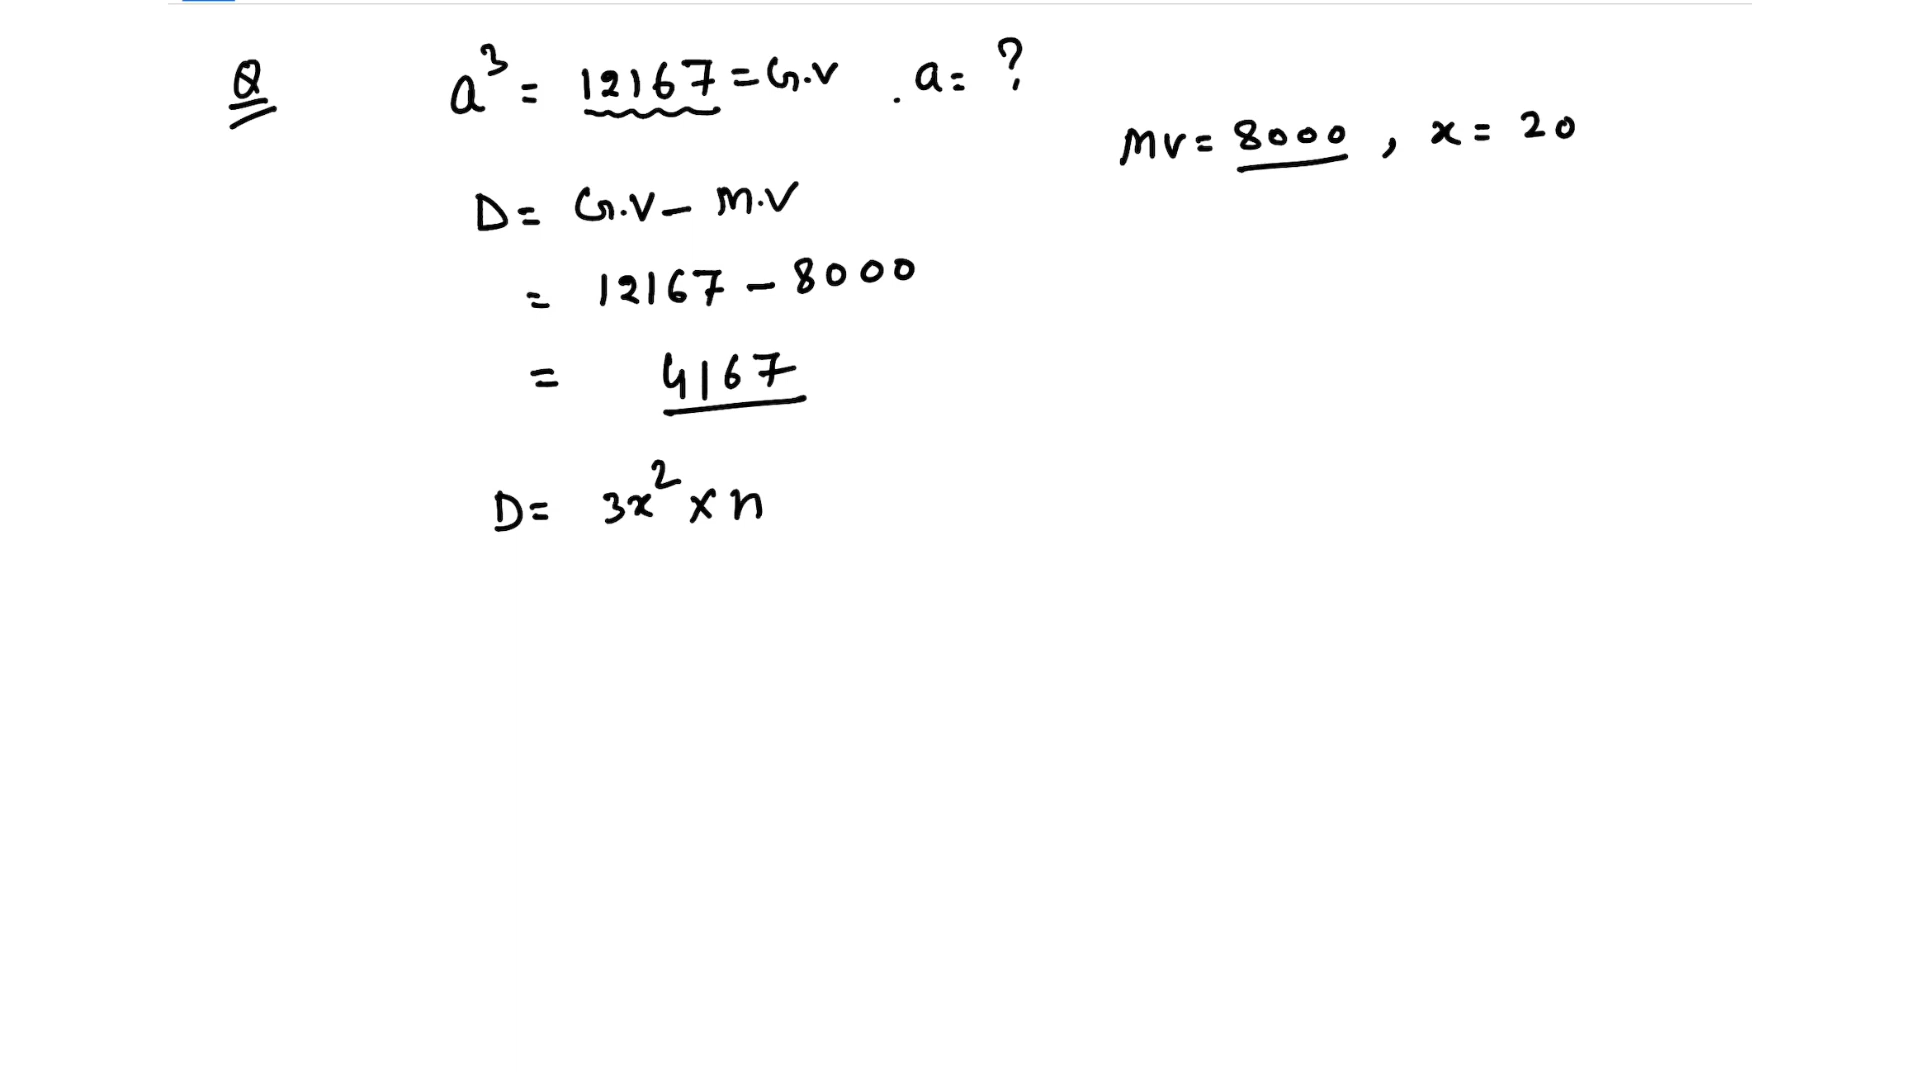 Q a³ = 12167 = G.V . a = ?
MV = 8000 , x = 20
D = G.V - M.V
= 12167 - 8000
= 4167
D = 3x² x n